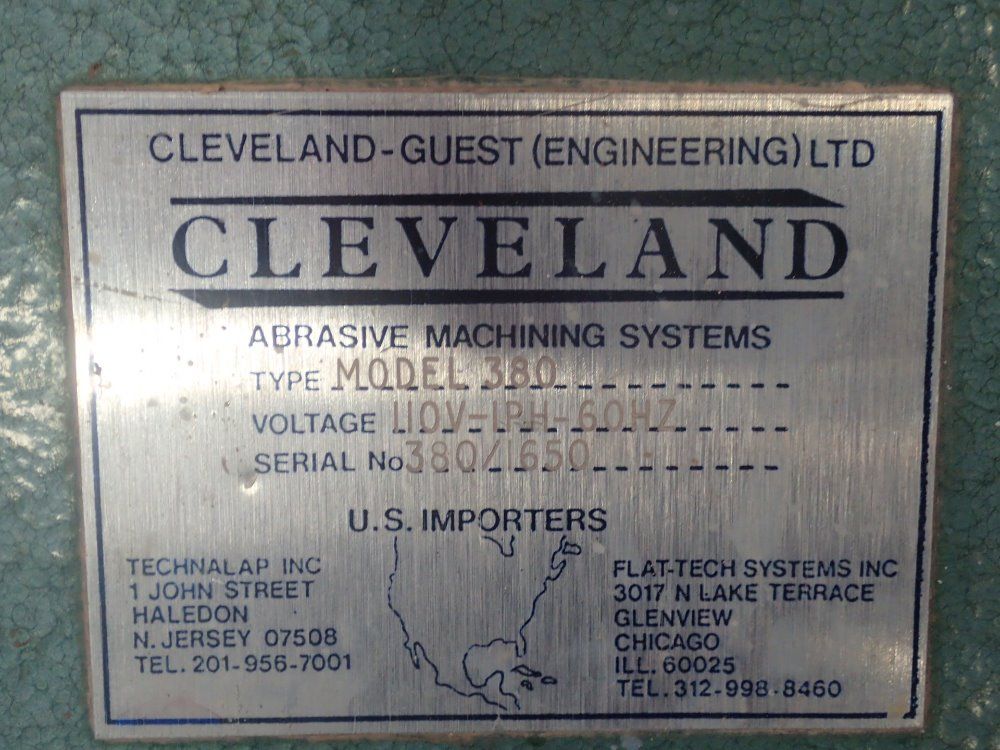 CLEVELAND-GUEST (ENGINEERING) LTD
CLEVELAND
ABRASIVE MACHINING SYSTEMS
TYPE MODEL 380
VOLTAGE 110V-1PH-60HZ
SERIAL No 380/1650
U.S. IMPORTERS
TECHNALAP INC
1 JOHN STREET
HALEDON
N. JERSEY 07508
TEL. 201-956-7001
FLAT-TECH SYSTEMS INC
3017 N LAKE TERRACE
GLENVIEW
CHICAGO
ILL. 60025
TEL. 312-998-8460